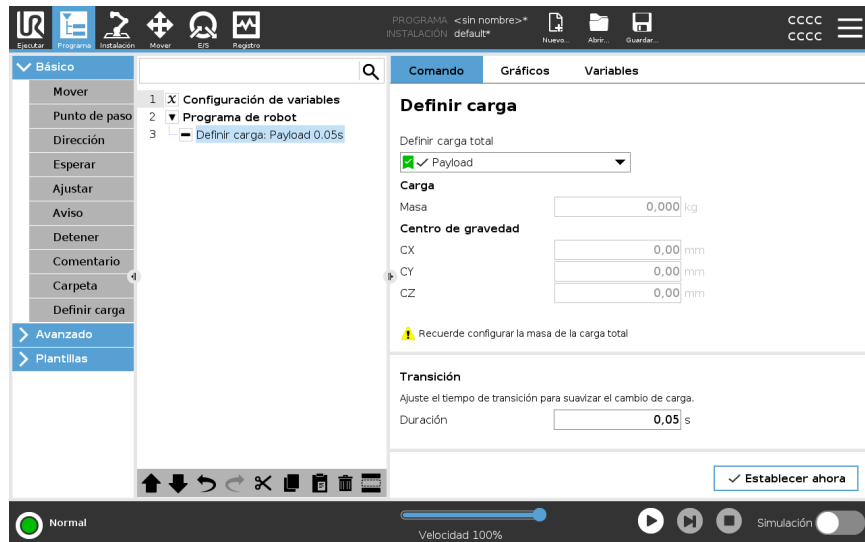 UR
Ejecutar Programa Instalación Mover E/S Registro
PROGRAMA <sin nombre>*
INSTALACIÓN default*
Nuevo... Abrir... Guardar...
cccc
cccc
Básico
Mover
Punto de paso
Dirección
Esperar
Ajustar
Aviso
Detener
Comentario
Carpeta
Definir carga
Avanzado
Plantillas
1 X Configuración de variables
2 Programa de robot
3 Definir carga: Payload 0.05s
Comando Gráficos Variables
Definir carga
Definir carga total
Payload
Carga
Masa 0,000 kg
Centro de gravedad
CX 0,00 mm
CY 0,00 mm
CZ 0,00 mm
Recuerde configurar la masa de la carga total
Transición
Ajuste el tiempo de transición para suavizar el cambio de carga.
Duración 0,05 s
Establecer ahora
Normal
Velocidad 100%
Simulación